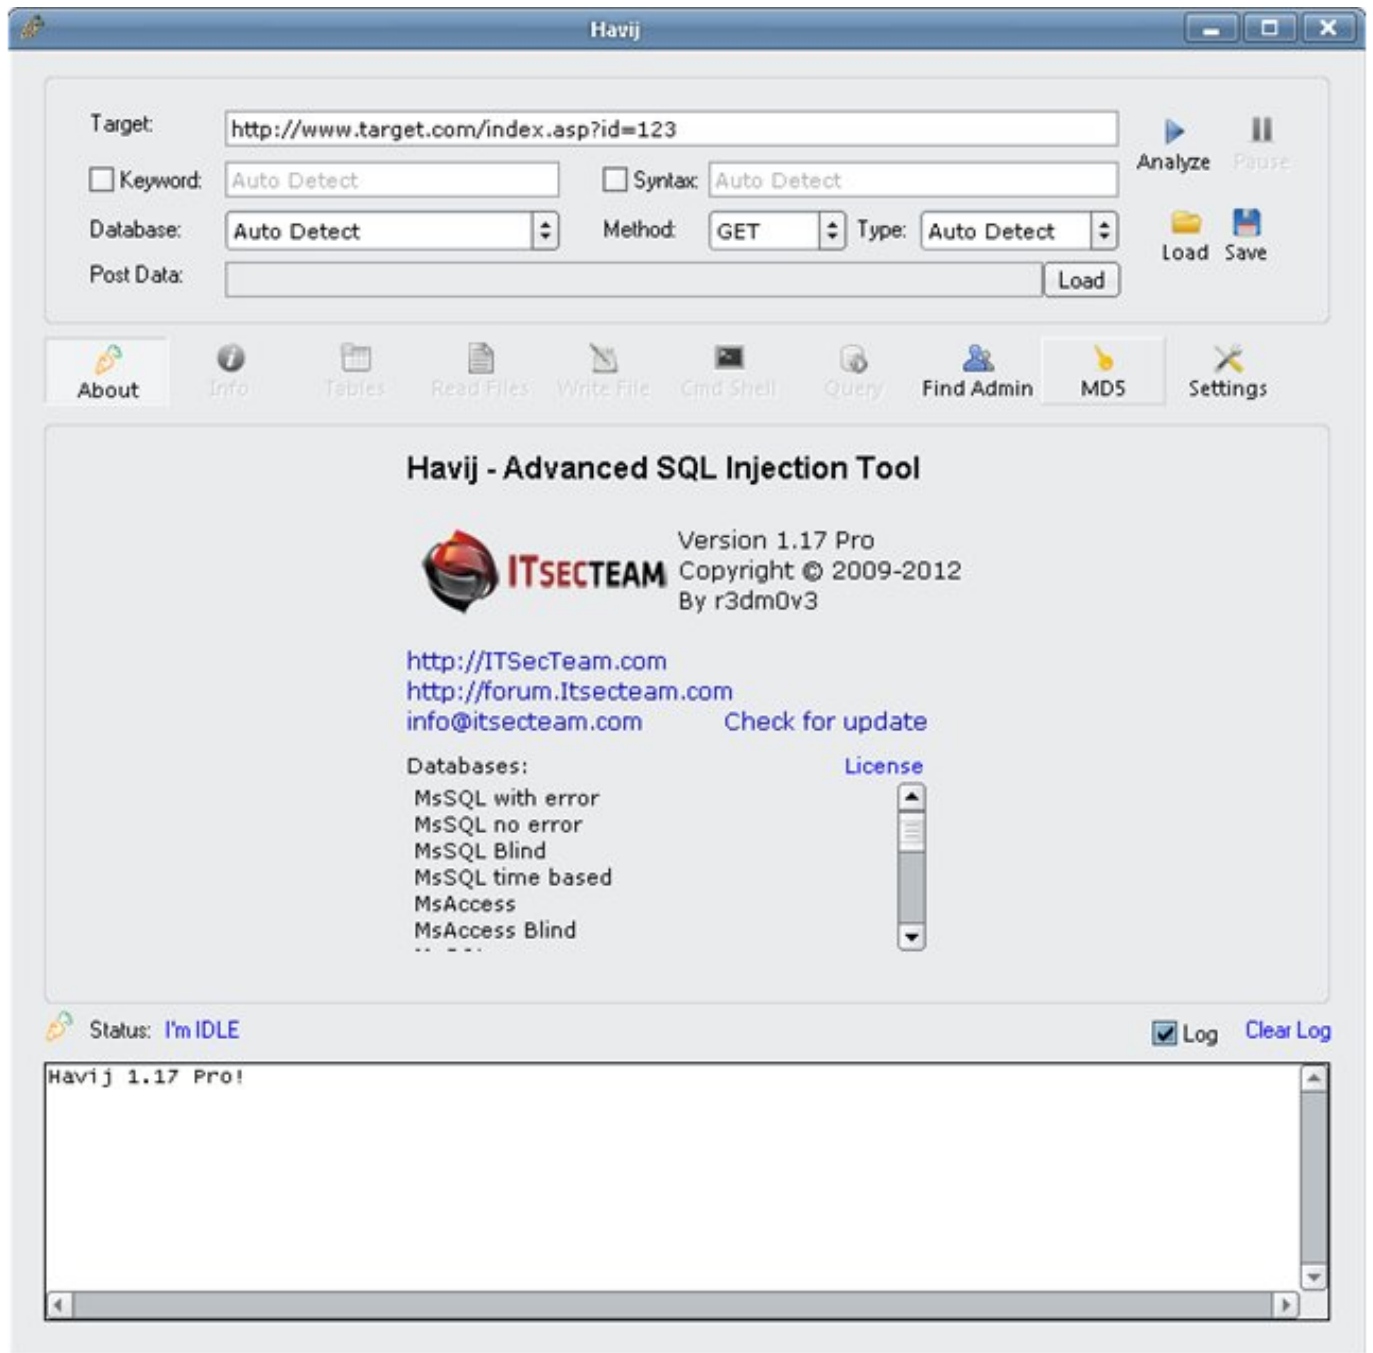 Havij
Target: http://www.target.com/index.asp?id=123
Analyze Pause
Keyword: Auto Detect Syntax: Auto Detect
Database: Auto Detect Method: GET Type: Auto Detect
Load Save
Post Data: Load
About Info Tables Read Files Write File Cmd Shell Query Find Admin MD5 Settings
Havij - Advanced SQL Injection Tool
ITSECTEAM
Version 1.17 Pro
Copyright © 2009-2012
By r3dm0v3
http://ITSecTeam.com
http://forum.Itsecteam.com
info@itsecteam.com Check for update
Databases: License
MsSQL with error
MsSQL no error
MsSQL Blind
MsSQL time based
MsAccess
MsAccess Blind
Status: I'm IDLE Log Clear Log
Havij 1.17 Pro!